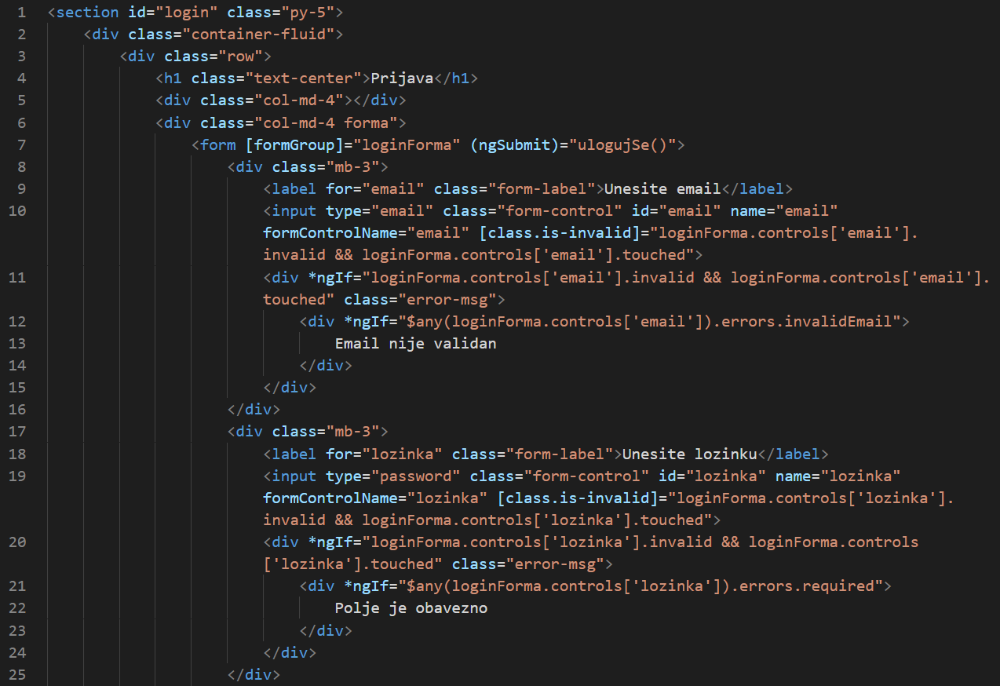 1 <section id="login" class="py-5">
2 <div class="container-fluid">
3 <div class="row">
4 <h1 class="text-center">Prijava</h1>
5 <div class="col-md-4"></div>
6 <div class="col-md-4 forma">
7 <form [formGroup]="loginForma" (ngSubmit)="ulogujSe()">
8 <div class="mb-3">
9 <label for="email" class="form-label">Unesite email</label>
10 <input type="email" class="form-control" id="email" name="email"
formControlName="email" [class.is-invalid]="loginForma.controls['email'].
invalid && loginForma.controls['email'].touched">
11 <div *ngIf="loginForma.controls['email'].invalid && loginForma.controls['email'].
touched" class="error-msg">
12 <div *ngIf="$any(loginForma.controls['email']).errors.invalidEmail">
13 Email nije validan
14 </div>
15 </div>
16 </div>
17 <div class="mb-3">
18 <label for="lozinka" class="form-label">Unesite lozinku</label>
19 <input type="password" class="form-control" id="lozinka" name="lozinka"
formControlName="lozinka" [class.is-invalid]="loginForma.controls['lozinka'].
invalid && loginForma.controls['lozinka'].touched">
20 <div *ngIf="loginForma.controls['lozinka'].invalid && loginForma.controls
['lozinka'].touched" class="error-msg">
21 <div *ngIf="$any(loginForma.controls['lozinka']).errors.required">
22 Polje je obavezno
23 </div>
24 </div>
25 </div>